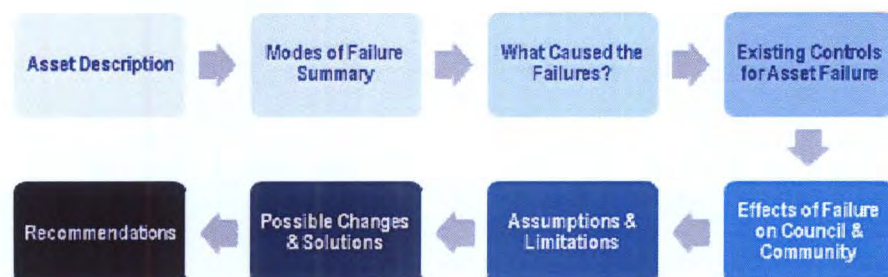 Asset Description
Modes of Failure
Summary
What Caused the
Failures?
Existing Controls
for Asset Failure
Effects of Failure
on Council &
Community
Assumptions &
Limitations
Possible Changes
& Solutions
Recommendations